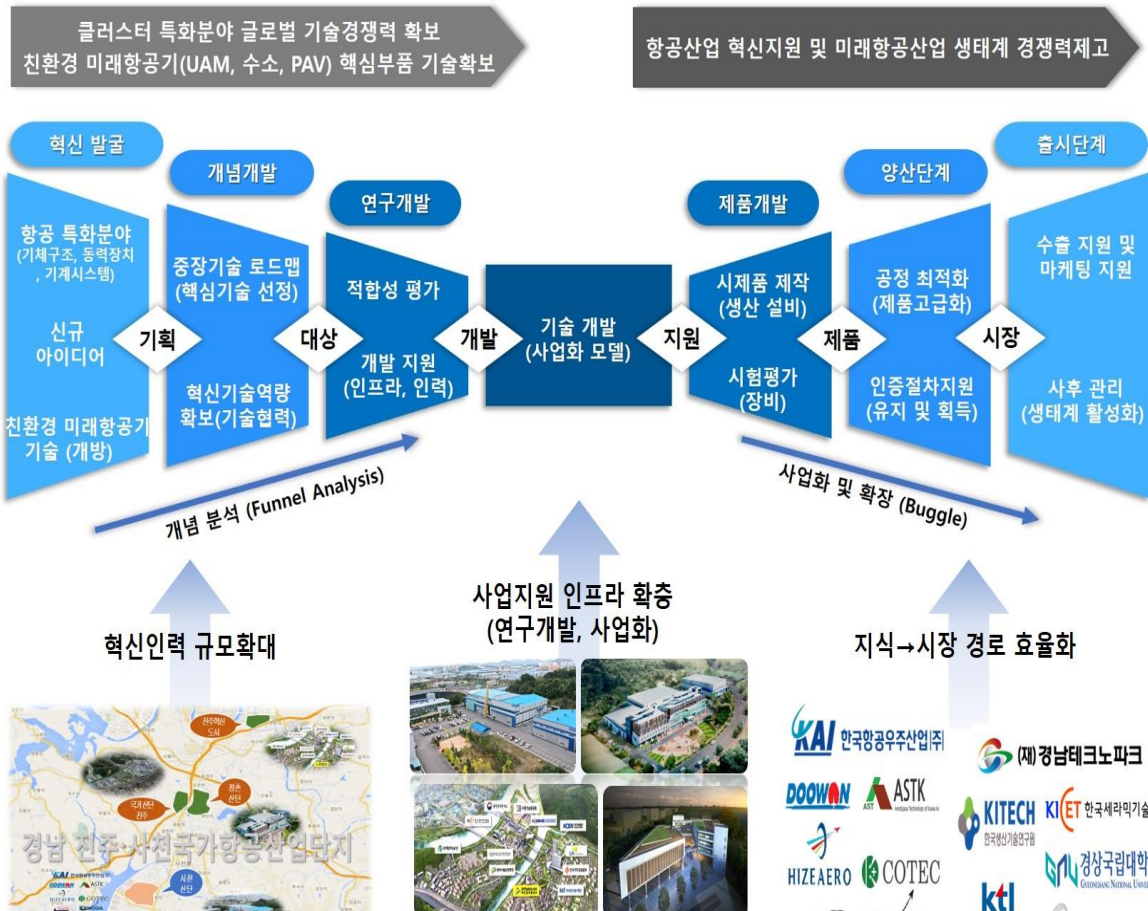 클러스터 특화분야 글로벌 기술경쟁력 확보
친환경 미래항공기(UAM, 수소, PAV) 핵심부품 기술확보
항공산업 혁신지원 및 미래항공산업 생태계 경쟁력제고
혁신 발굴
개념개발
연구개발
제품개발
양산단계
출시단계
항공 특화분야
(기체구조, 동력장치
, 기계시스템)
신규
아이디어
친환경 미래항공기
기술 (개방)
기획
중장기술 로드맵
(핵심기술 선정)
혁신기술역량
확보(기술협력)
대상
적합성 평가
개발 지원
(인프라, 인력)
개발
기술 개발
(사업화 모델)
지원
시제품 제작
(생산 설비)
시험평가
(장비)
제품
공정 최적화
(제품고급화)
인증절차지원
(유지 및 획득)
시장
수출 지원 및
마케팅 지원
사후 관리
(생태계 활성화)
개념 분석 (Funnel Analysis)
사업화 및 확장 (Buggle)
혁신인력 규모확대
사업지원 인프라 확충
(연구개발, 사업화)
지식→시장 경로 효율화
진주혁신
도시
정촌
산단
국가산단
진주
경남 진주·사천국가항공산업단지
사천
산단
KAI
DOOWON
ASTK
HIZEAERO
COTEC
KAI 한국항공우주산업(주)
DOOWON
AST ASTK
HIZEAERO
COTEC
(재)경남테크노파크
KITECH
한국생산기술연구원
KICET 한국세라믹기술
GNU 경상국립대학
GYEONGSANG NATIONAL UNIVE
ktl